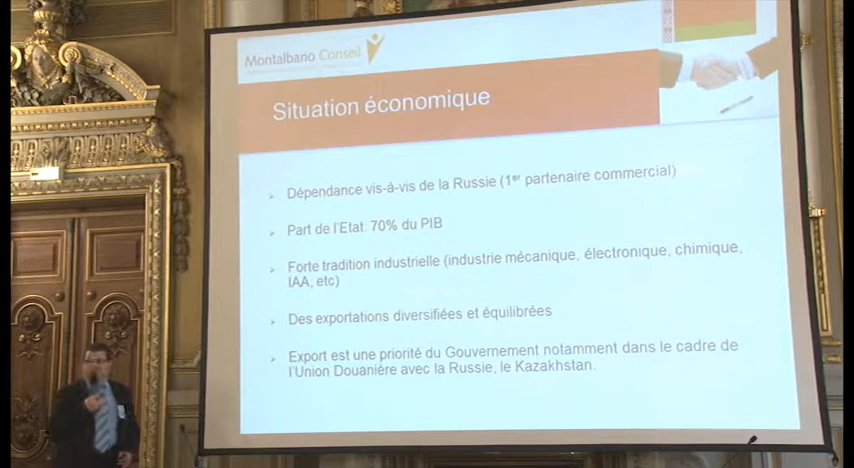 Montalbano Conseil
Situation économique
Dépendance vis-à-vis de la Russie (1er partenaire commercial)
Part de l'Etat: 70% du PIB
Forte tradition industrielle (industrie mécanique, électronique, chimique,
IAA, etc)
Des exportations diversifiées et équilibrées
Export est une priorité du Gouvernement notamment dans le cadre de
l'Union Douanière avec la Russie, le Kazakhstan.